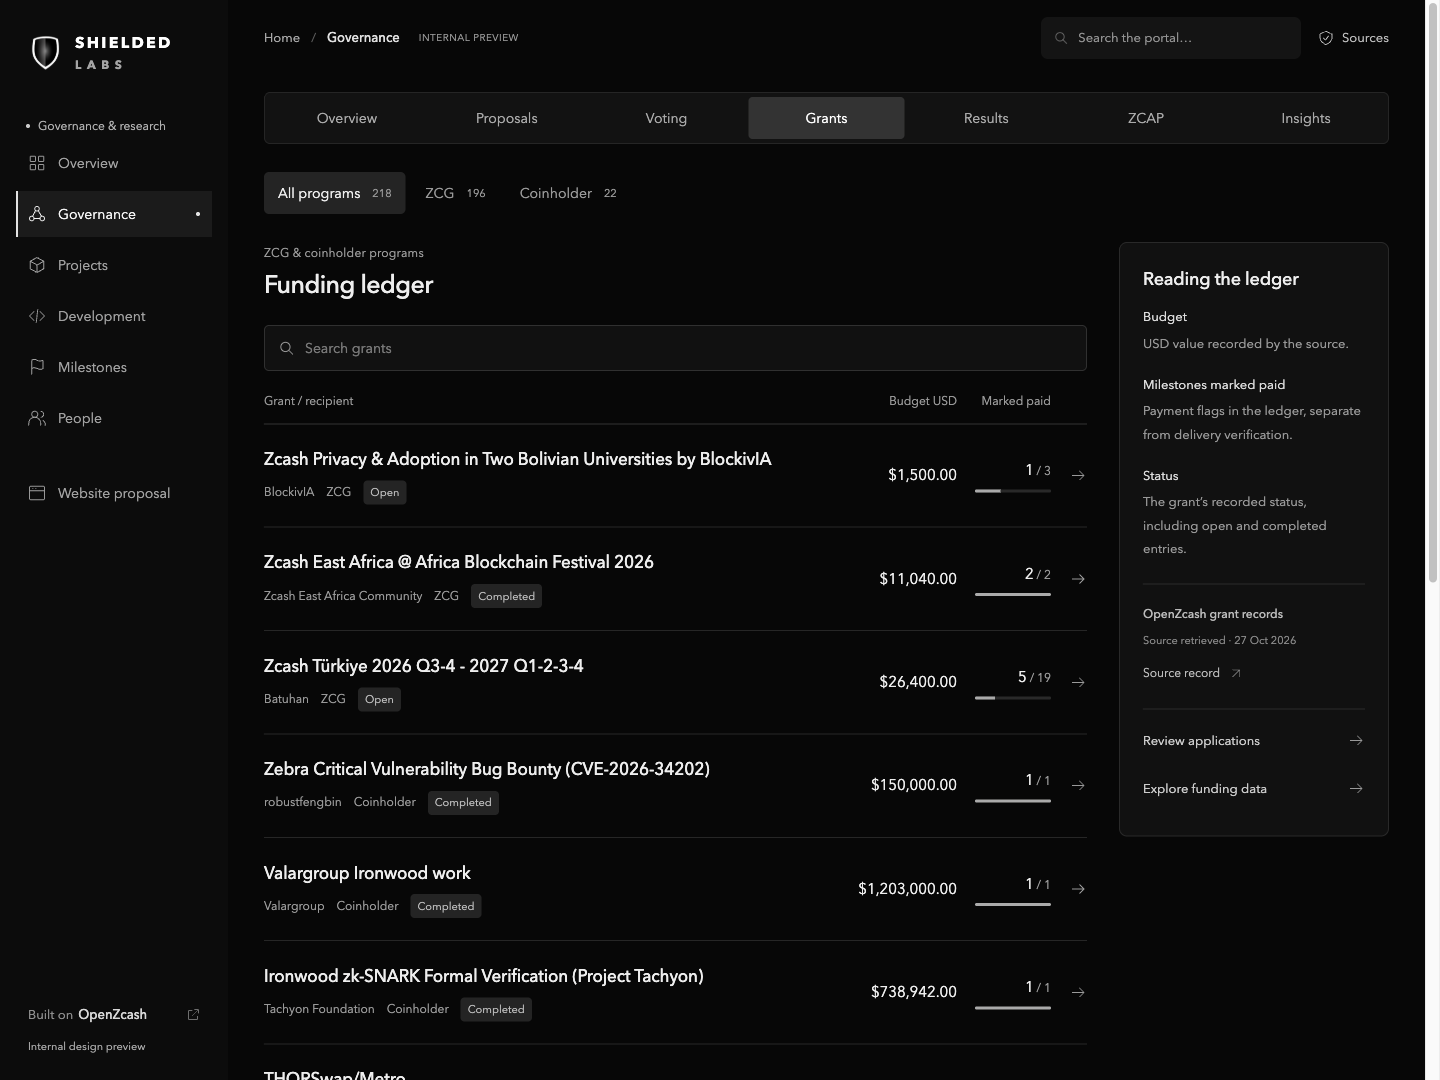 SHIELDED
LABS
Governance & research
Overview
Governance
Projects
Development
Milestones
People
Website proposal
Built on OpenZcash
Internal design preview
Home / Governance INTERNAL PREVIEW
Search the portal…
Sources
Overview Proposals Voting Grants Results ZCAP Insights
All programs 218 ZCG 196 Coinholder 22
ZCG & coinholder programs
Funding ledger
Search grants
Grant / recipient Budget USD Marked paid
Zcash Privacy & Adoption in Two Bolivian Universities by BlockivIA
BlockivIA ZCG Open
$1,500.00 1 / 3
Zcash East Africa @ Africa Blockchain Festival 2026
Zcash East Africa Community ZCG Completed
$11,040.00 2 / 2
Zcash Türkiye 2026 Q3-4 - 2027 Q1-2-3-4
Batuhan ZCG Open
$26,400.00 5 / 19
Zebra Critical Vulnerability Bug Bounty (CVE-2026-34202)
robustfengbin Coinholder Completed
$150,000.00 1 / 1
Valargroup Ironwood work
Valargroup Coinholder Completed
$1,203,000.00 1 / 1
Ironwood zk-SNARK Formal Verification (Project Tachyon)
Tachyon Foundation Coinholder Completed
$738,942.00 1 / 1
THORSwap/Metro
Reading the ledger
Budget
USD value recorded by the source.
Milestones marked paid
Payment flags in the ledger, separate
from delivery verification.
Status
The grant's recorded status,
including open and completed
entries.
OpenZcash grant records
Source retrieved · 27 Oct 2026
Source record
Review applications
Explore funding data